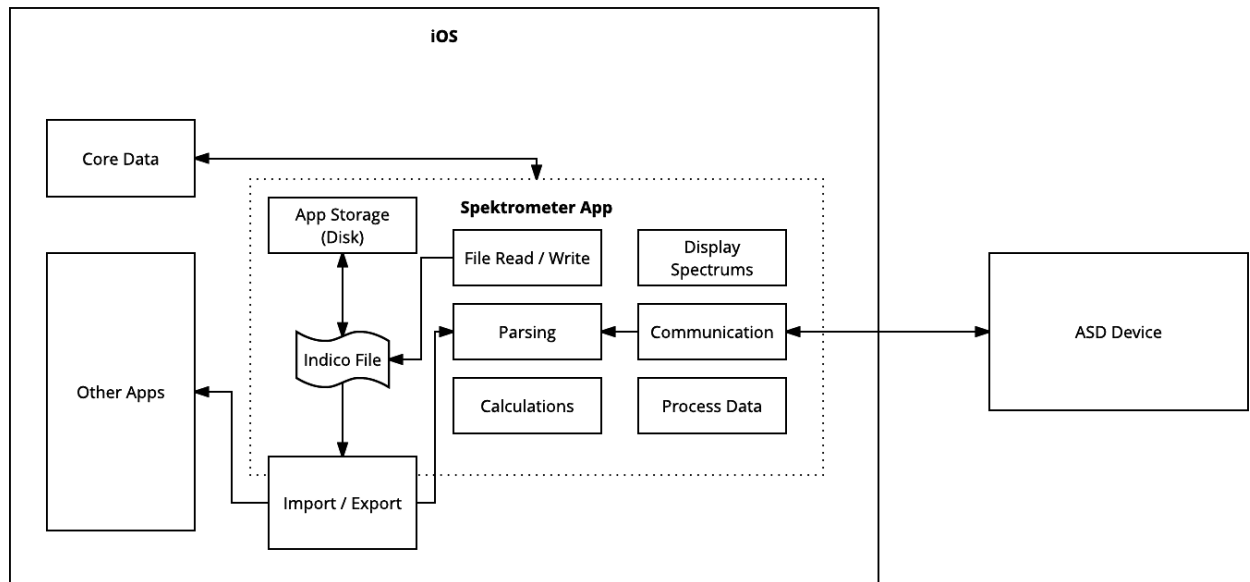 iOS
Core Data
Spektrometer App
App Storage
(Disk)
File Read / Write
Display
Spectrums
Parsing
Communication
ASD Device
Indico File
Other Apps
Calculations
Process Data
Import / Export